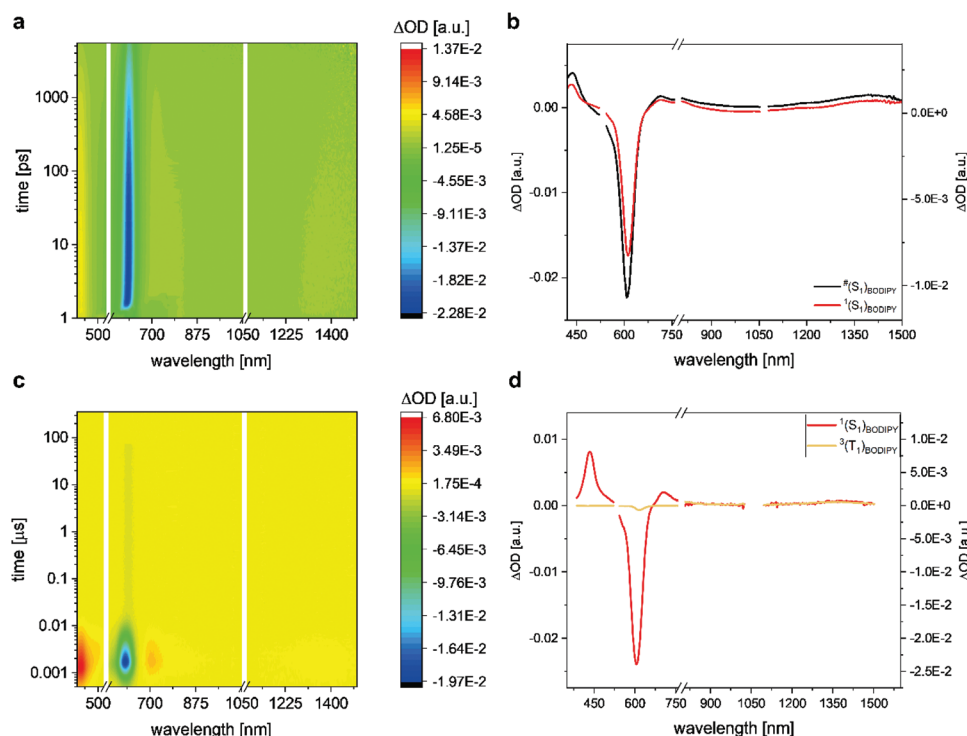 a
ΔOD [a.u.]
1.37E-2
9.14E-3
4.58E-3
1.25E-5
-4.55E-3
-9.11E-3
-1.37E-2
-1.82E-2
-2.28E-2
time [ps]
1000
100
10
1
500 700 875 1050 1225
wavelength [nm]
b
ΔOD [a.u.]
0.00
-0.01
-0.02
0.0E+0
-5.0E-3
-1.0E-2
ΔOD [a.u.]
#(S1)BODIPY
1(S1)BODIPY
450 600 750 900 1050 1200 1350 1500
wavelength [nm]
c
ΔOD [a.u.]
6.80E-3
3.49E-3
1.75E-4
-3.14E-3
-6.45E-3
-9.76E-3
-1.31E-2
-1.64E-2
-1.97E-2
time [µs]
100
10
1
0.1
0.01
0.001
500 700 875 1050 1225
wavelength [nm]
d
ΔOD [a.u.]
0.01
0.00
-0.01
-0.02
1(S1)BODIPY
3(T1)BODIPY
1.0E-2
5.0E-3
0.0E+0
-5.0E-3
-1.0E-2
-1.5E-2
-2.0E-2
-2.5E-2
ΔOD [a.u.]
450 600 750 900 1050 1200 1350 1500
wavelength [nm]